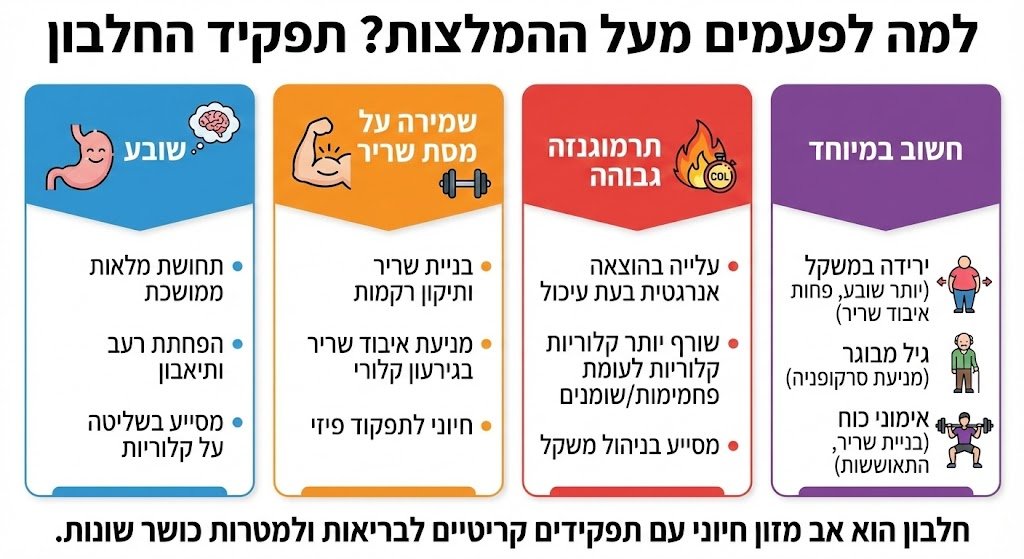 למה לפעמים מעל ההמלצות? תפקיד החלבון
חשוב במיוחד
ירידה במשקל
(יותר שובע, פחות
איבוד שריר)
גיל מבוגר
(מניעת סרקופניה)
אימוני כוח
(בניית שריר,
התאוששות)
תרמוגנזה
גבוהה
COL
• עלייה בהוצאה
אנרגטית בעת עיכול
• שורף יותר קלוריות
קלוריות לעומת
פחמימות/שומנים
• מסייע בניהול משקל
שמירה על
מסת שריר
• בניית שריר
ותיקון רקמות
• מניעת איבוד שריר
בגירעון קלורי
• חיוני לתפקוד פיזי
שובע
• תחושת מלאות
ממושכת
• הפחתת רעב
ותיאבון
• מסייע בשליטה
על קלוריות
חלבון הוא אב מזון חיוני עם תפקידים קריטיים לבריאות ולמטרות כושר שונות.